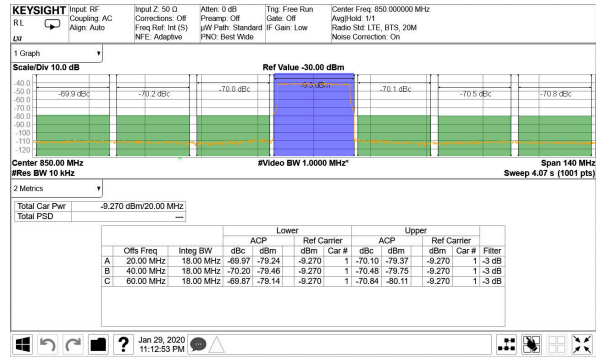 KEYSIGHT Input: RF Input Z: 50 Ω Atten: 0 dB Trig: Free Run Center Freq: 850.000000 MHz
R L Coupling: AC Corrections: Off Preamp: Off Gate: Off Avg|Hold: 1/1
Align: Auto Freq Ref: Int (S) µW Path: Standard IF Gain: Low Radio Std: LTE, BTS, 20M
LXI NFE: Adaptive PNO: Best Wide Noise Correction: On
1 Graph
Scale/Div 10.0 dB Ref Value -30.00 dBm
-40.0 -9.3 dBm
-50.0 -69.9 dBc -70.2 dBc -70.0 dBc -70.1 dBc -70.5 dBc -70.8 dBc
-60.0
-70.0
-80.0
-90.0
-100
-110
-120
Center 850.00 MHz #Video BW 1.0000 MHz* Span 140 MHz
#Res BW 10 kHz Sweep 4.07 s (1001 pts)
2 Metrics
Total Car Pwr -9.270 dBm/20.00 MHz
Total PSD ---
Lower Upper
ACP Ref Carrier ACP Ref Carrier
Offs Freq Integ BW dBc dBm dBm Car # dBc dBm dBm Car # Filter
A 20.00 MHz 18.00 MHz -69.97 -79.24 -9.270 1 -70.10 -79.37 -9.270 1 -3 dB
B 40.00 MHz 18.00 MHz -70.20 -79.46 -9.270 1 -70.48 -79.75 -9.270 1 -3 dB
C 60.00 MHz 18.00 MHz -69.87 -79.14 -9.270 1 -70.84 -80.11 -9.270 1 -3 dB
? Jan 29, 2020
11:12:53 PM